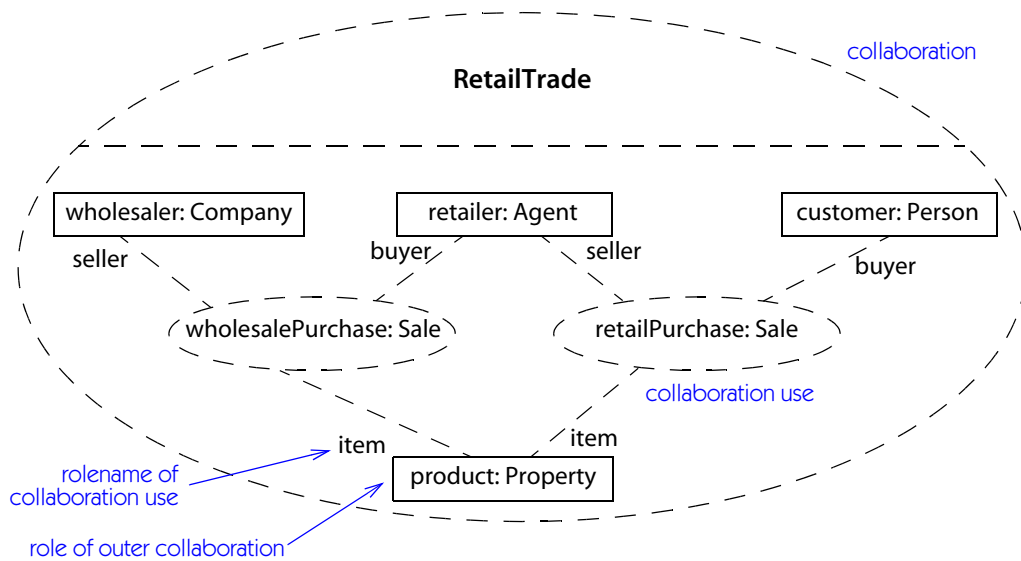 collaboration
RetailTrade
wholesaler: Company
retailer: Agent
customer: Person
seller
buyer
seller
buyer
wholesalePurchase: Sale
retailPurchase: Sale
collaboration use
item
item
rolename of
collaboration use
product: Property
role of outer collaboration